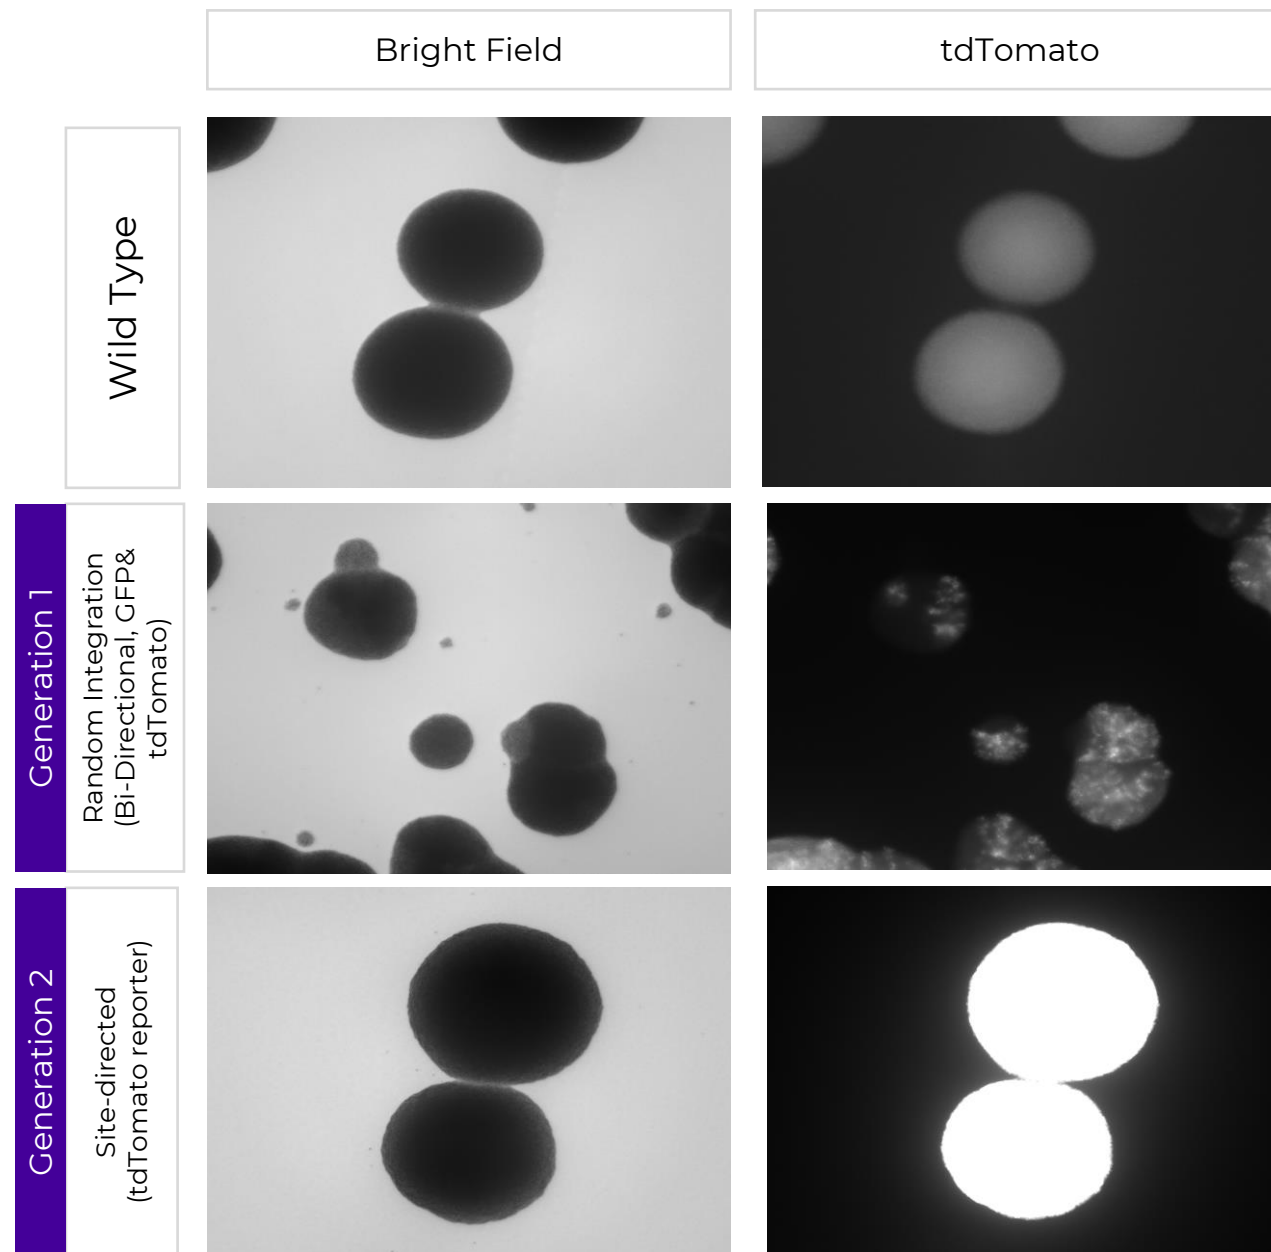 Bright Field
tdTomato
Wild Type
Generation 1
Random Integration
(Bi-Directional, GFP&
tdTomato)
Generation 2
Site-directed
(tdTomato reporter)